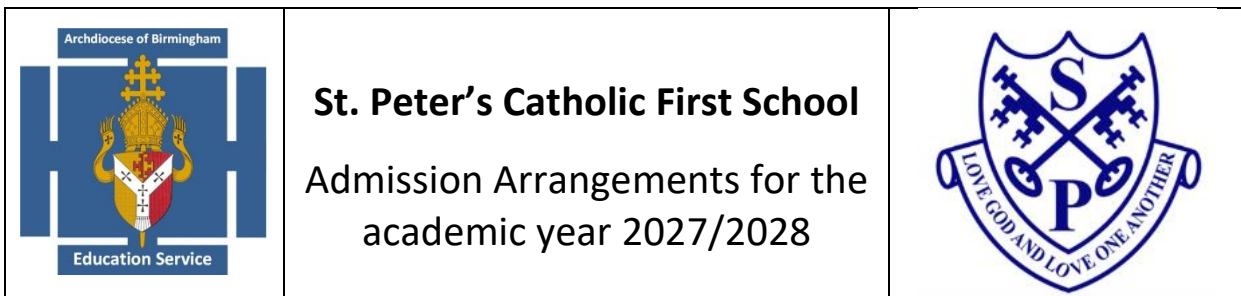 Archdiocese of Birmingham
Education Service
St. Peter’s Catholic First School
Admission Arrangements for the
academic year 2027/2028
S
P
LOVE GOD AND LOVE ONE ANOTHER